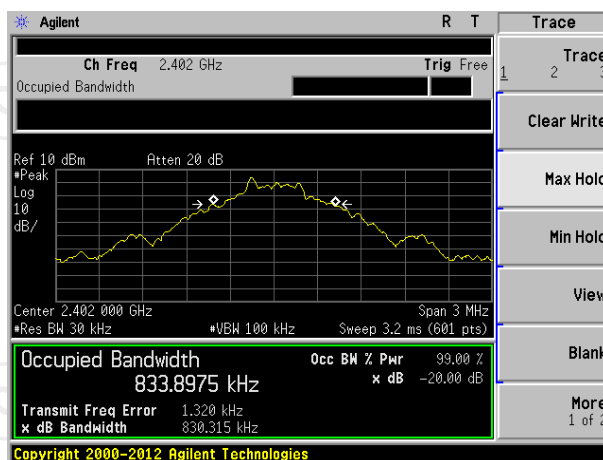 Agilent R T Trace
Ch Freq 2.402 GHz Trig Free
Occupied Bandwidth
Trace
1 2 3
Clear Write
Max Hold
Min Hold
View
Blank
More
1 of 2
Ref 10 dBm Atten 20 dB
#Peak
Log
10
dB/
Center 2.402 000 GHz Span 3 MHz
#Res BW 30 kHz #VBW 100 kHz Sweep 3.2 ms (601 pts)
Occupied Bandwidth Occ BW % Pwr 99.00 %
833.8975 kHz x dB -20.00 dB
Transmit Freq Error 1.320 kHz
x dB Bandwidth 830.315 kHz
Copyright 2000-2012 Agilent Technologies